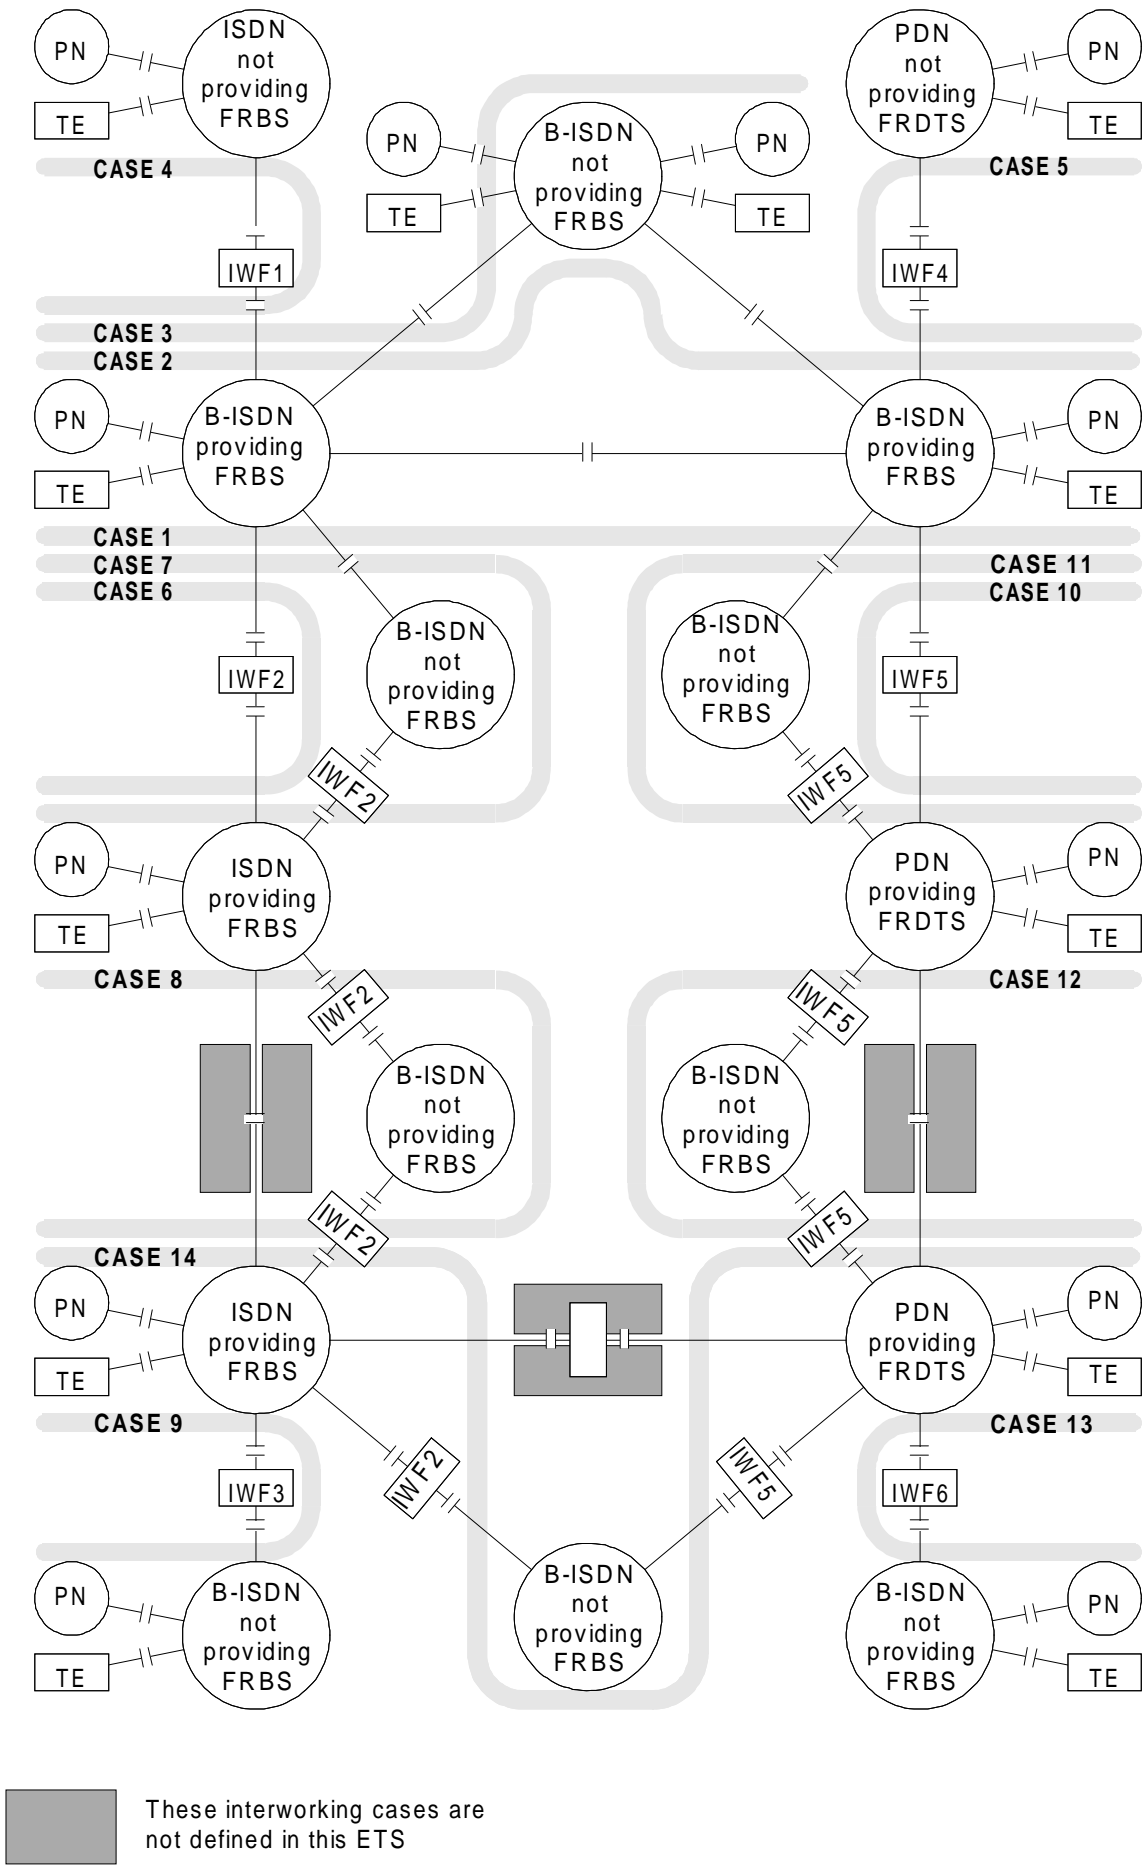 PN
TE
ISDN
not
providing
FRBS
PDN
not
providing
FRDTS
PN
TE
PN
TE
B-ISDN
not
providing
FRBS
PN
TE
CASE 4
CASE 5
IWF1
IWF4
CASE 3
CASE 2
PN
TE
B-ISDN
providing
FRBS
B-ISDN
providing
FRBS
PN
TE
CASE 1
CASE 7
CASE 6
CASE 11
CASE 10
IWF2
B-ISDN
not
providing
FRBS
B-ISDN
not
providing
FRBS
IWF5
IWF2
IWF5
PN
TE
ISDN
providing
FRBS
PDN
providing
FRDTS
PN
TE
CASE 8
CASE 12
IWF2
IWF5
B-ISDN
not
providing
FRBS
B-ISDN
not
providing
FRBS
IWF2
IWF5
CASE 14
PN
TE
ISDN
providing
FRBS
PDN
providing
FRDTS
PN
TE
CASE 9
CASE 13
IWF3
IWF2
IWF5
IWF6
PN
TE
B-ISDN
not
providing
FRBS
B-ISDN
not
providing
FRBS
B-ISDN
not
providing
FRBS
PN
TE
These interworking cases are
not defined in this ETS